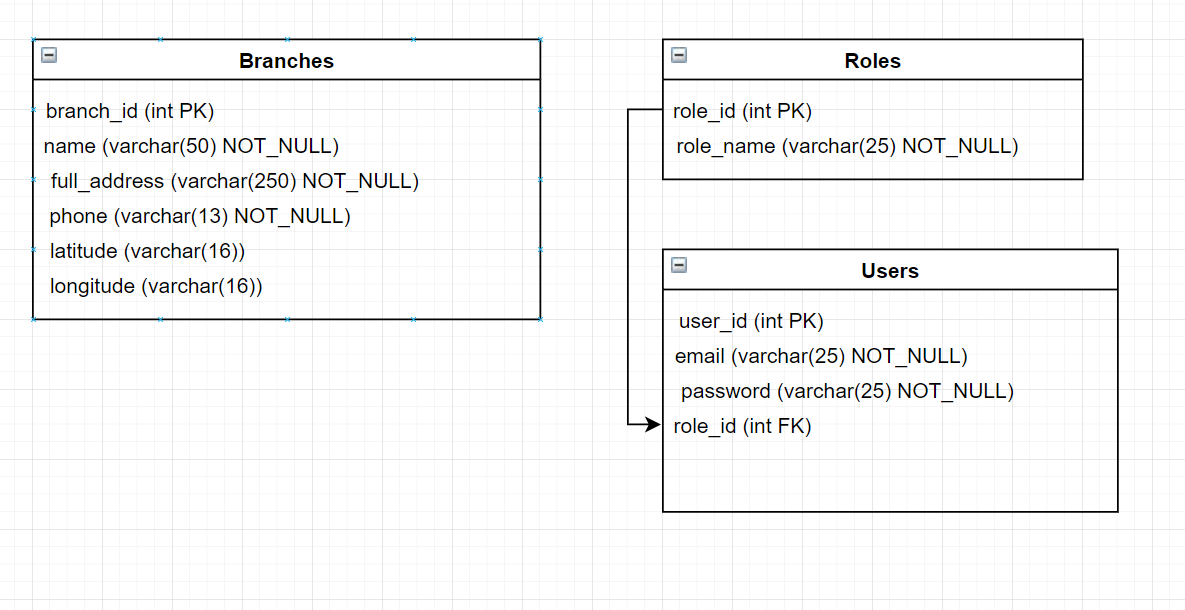 Branches
branch_id (int PK)
name (varchar(50) NOT_NULL)
full_address (varchar(250) NOT_NULL)
phone (varchar(13) NOT_NULL)
latitude (varchar(16))
longitude (varchar(16))
Roles
role_id (int PK)
role_name (varchar(25) NOT_NULL)
Users
user_id (int PK)
email (varchar(25) NOT_NULL)
password (varchar(25) NOT_NULL)
role_id (int FK)